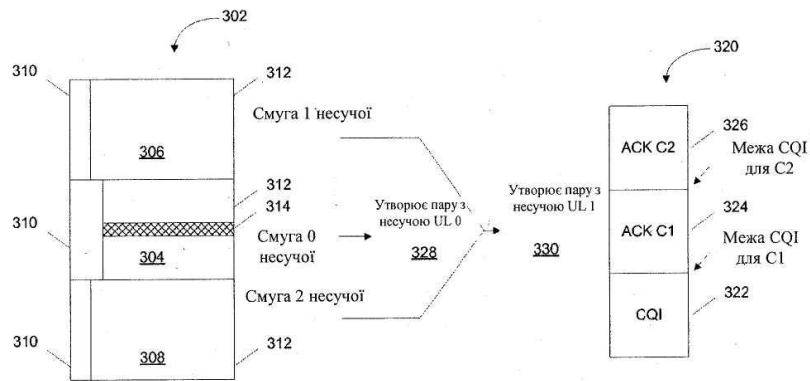 302
310
312
Смуга 1 несучої
306
310
312
314
Смуга 0
несучої
304
Смуга 2 несучої
310
312
308
Утворює пару з
несучою UL 0
328
Утворює пару з
несучою UL 1
330
320
ACK C2
326
Межа CQI
для C2
ACK C1
324
Межа CQI
для C1
CQI
322